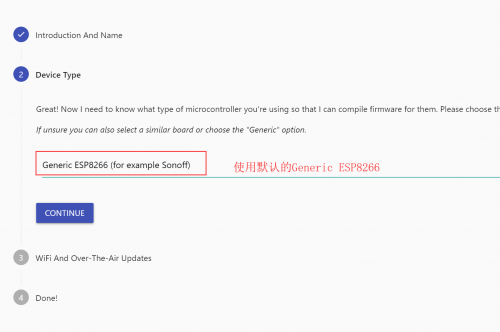 Introduction And Name
2
Device Type
Great! Now I need to know what type of microcontroller you're using so that I can compile firmware for them. Please choose th
If unsure you can also select a similar board or choose the "Generic" option.
Generic ESP8266 (for example Sonoff)
使用默认的Generic ESP8266
CONTINUE
3
WiFi And Over-The-Air Updates
4
Done!